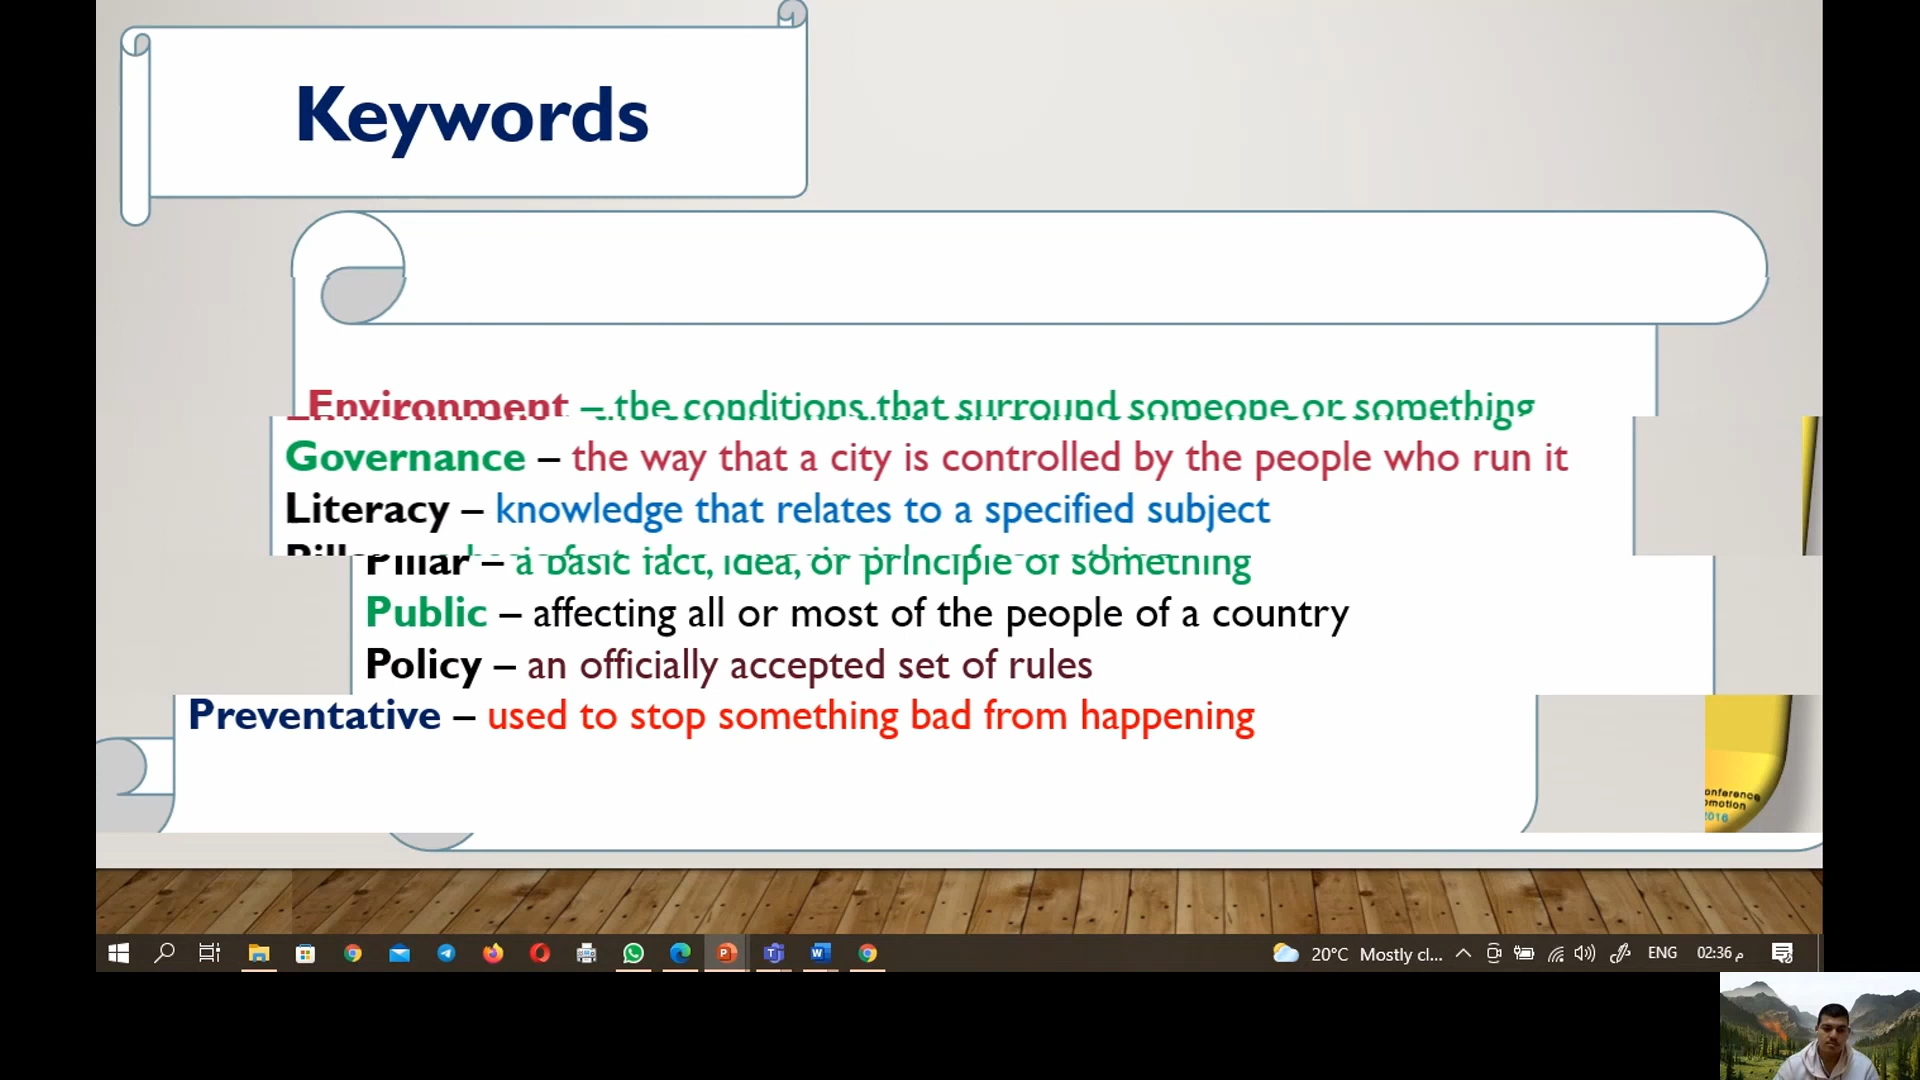 Keywords
Environment – the conditions that surround someone or something
Governance – the way that a city is controlled by the people who run it
Literacy – knowledge that relates to a specified subject
Pillar – a basic fact, idea, or principle of something
Public – affecting all or most of the people of a country
Policy – an officially accepted set of rules
Preventative – used to stop something bad from happening
onference
omotion
2016
20°C Mostly cl... ENG 02:36 م